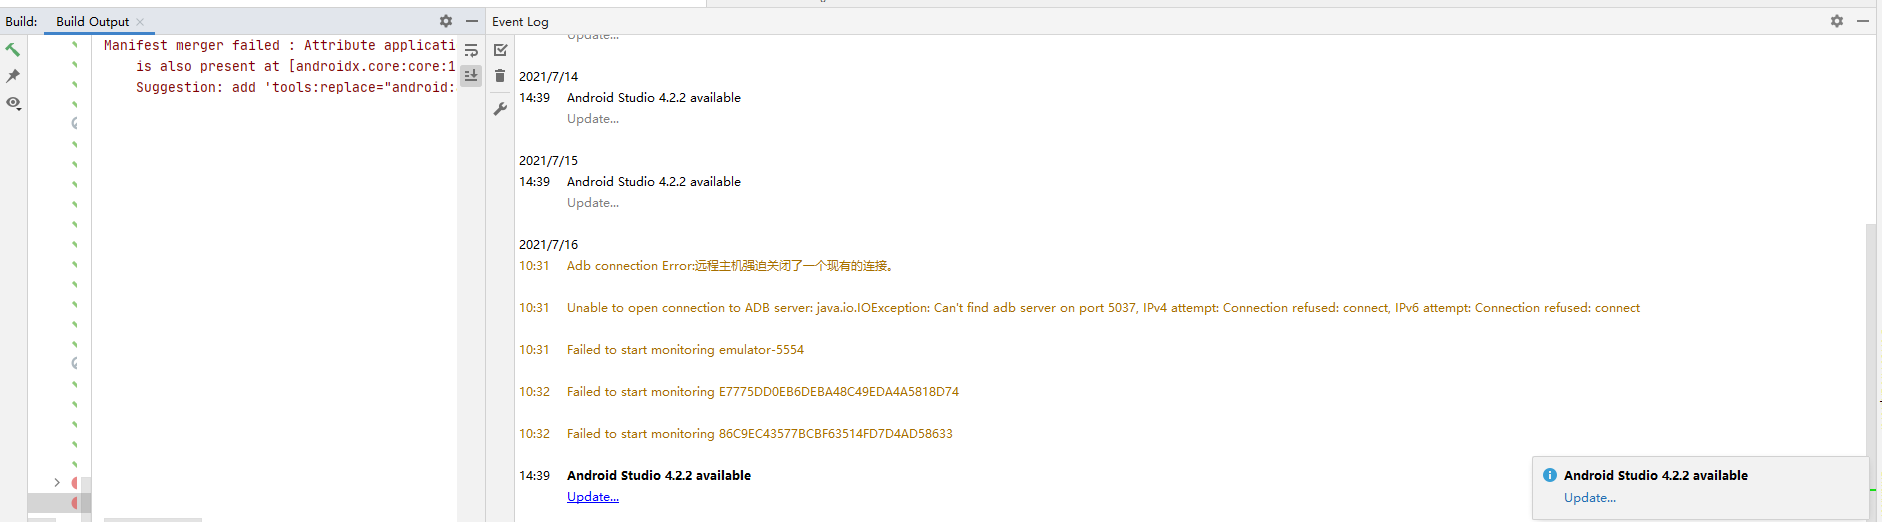 Build: Build Output
Manifest merger failed : Attribute applicati
is also present at [androidx.core:core:1
Suggestion: add 'tools:replace="android:
Event Log
Update...
2021/7/14
14:39 Android Studio 4.2.2 available
Update...
2021/7/15
14:39 Android Studio 4.2.2 available
Update...
2021/7/16
10:31 Adb connection Error:远程主机强迫关闭了一个现有的连接。
10:31 Unable to open connection to ADB server: java.io.IOException: Can't find adb server on port 5037, IPv4 attempt: Connection refused: connect, IPv6 attempt: Connection refused: connect
10:31 Failed to start monitoring emulator-5554
10:32 Failed to start monitoring E7775DD0EB6DEBA48C49EDA4A5818D74
10:32 Failed to start monitoring 86C9EC43577BCBF63514FD7D4AD58633
14:39 Android Studio 4.2.2 available
Update...
Android Studio 4.2.2 available
Update...